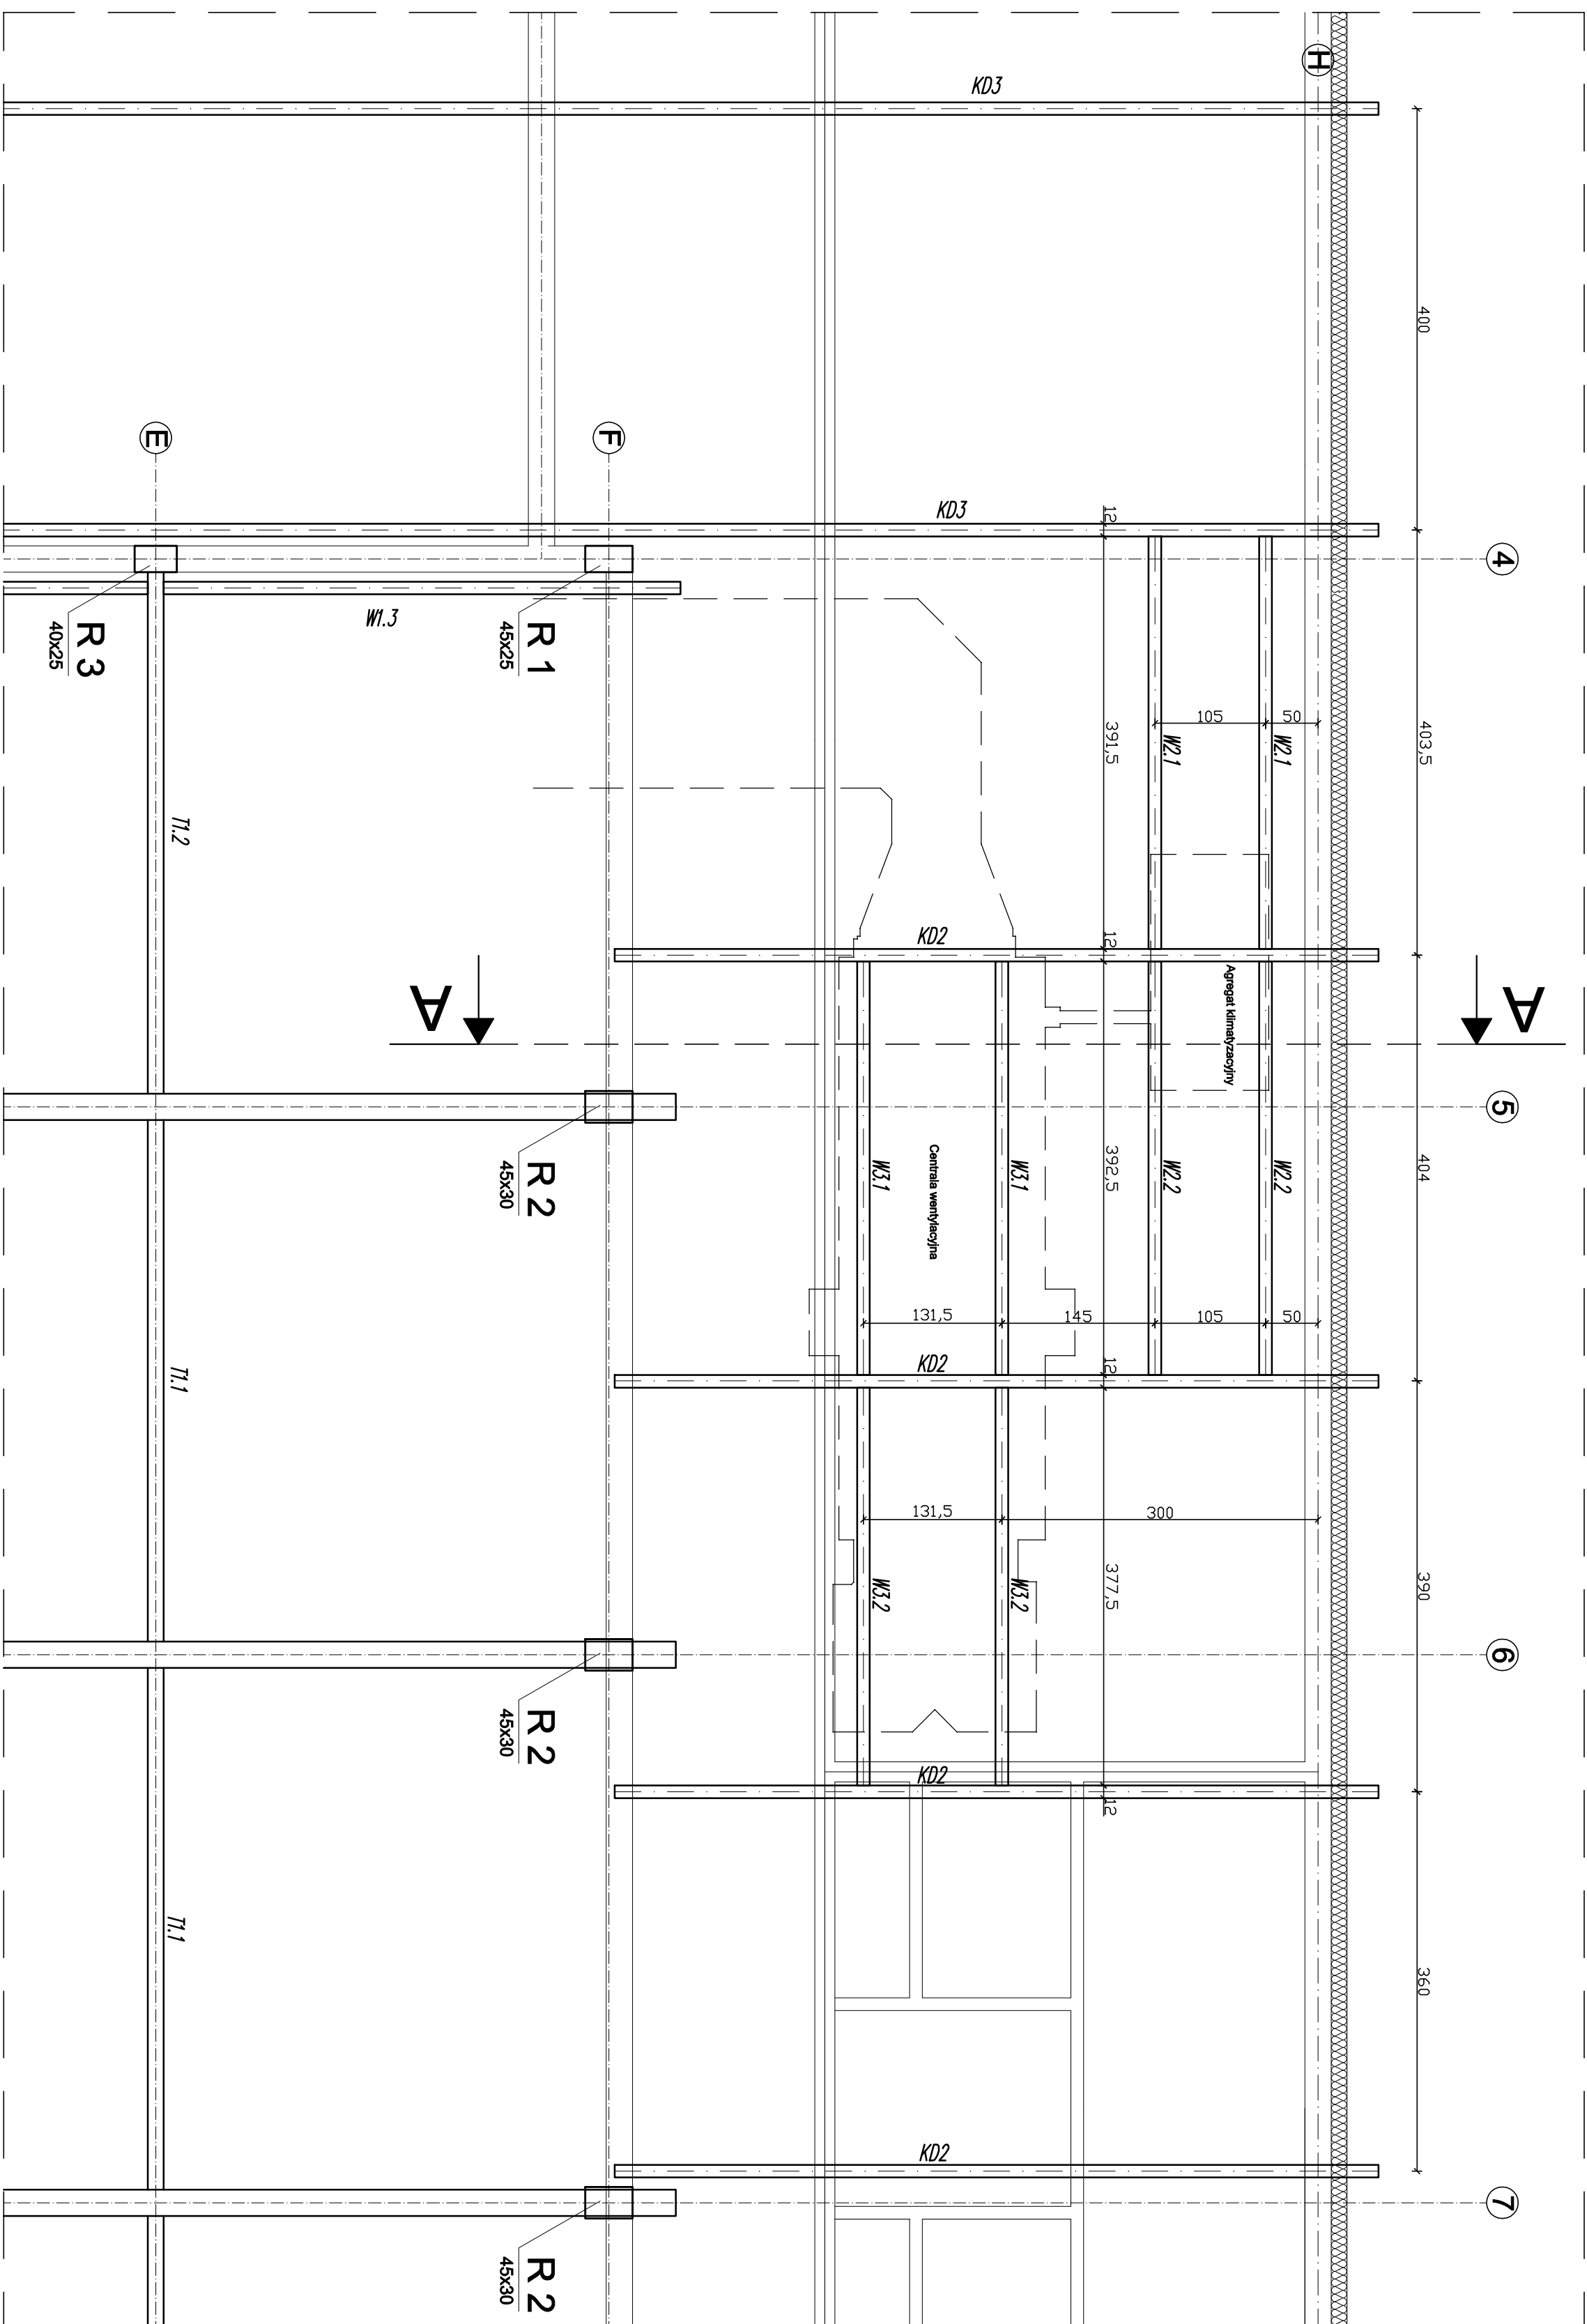 H
KD3
400
4
KD3
12
E
F
R 3
40x25
W1.3
R 1
45x25
391,5
105
50
W2.1
W2.1
403,5
T1.2
KD2
12
A
A
Agregat klimatyzacyjny
5
R 2
45x30
Centrala wentylacyjna
W3.1
W3.1
392,5
W2.2
W2.2
404
131,5
145
105
50
T1.1
KD2
12
131,5
300
W3.2
W3.2
377,5
390
6
R 2
45x30
KD2
12
T1.1
360
KD2
7
R 2
45x30